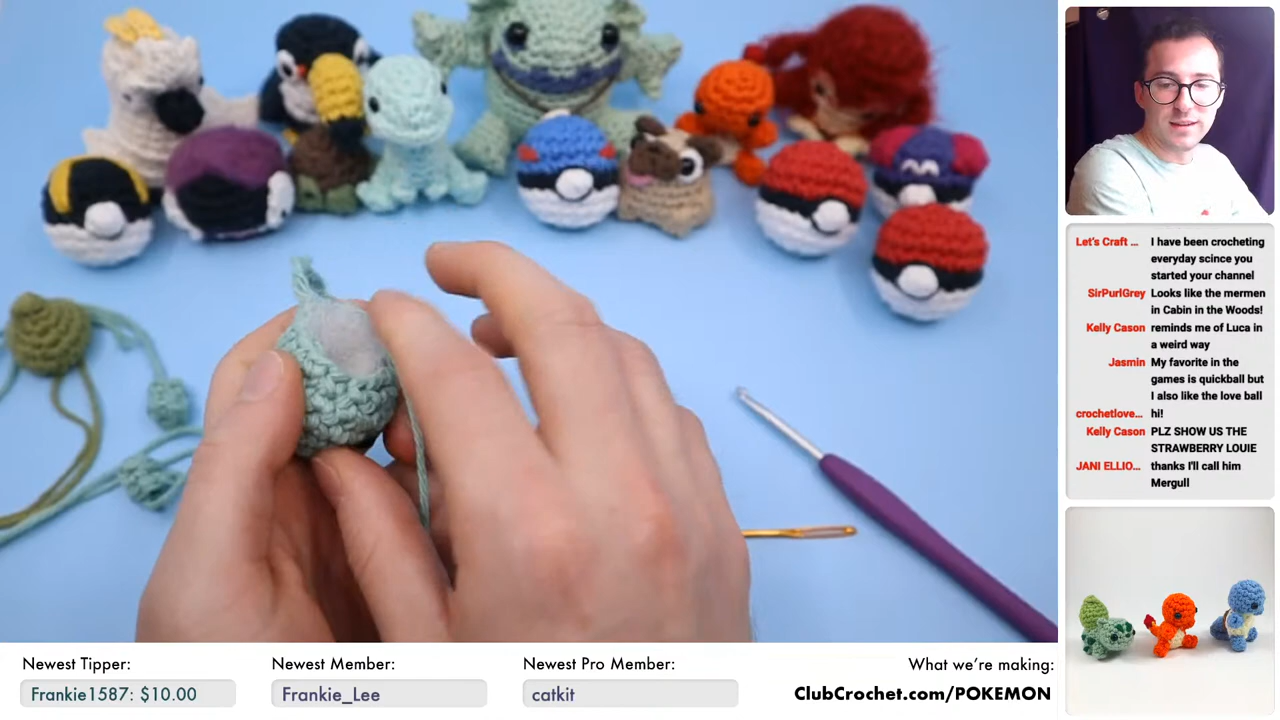 Let's Craft ... I have been crocheting
everyday scince you
started your channel
SirPurlGrey Looks like the mermen
in Cabin in the Woods!
Kelly Cason reminds me of Luca in
a weird way
Jasmin My favorite in the
games is quickball but
I also like the love ball
crochetlove... hi!
Kelly Cason PLZ SHOW US THE
STRAWBERRY LOUIE
JANI ELLIO... thanks I'll call him
Mergull
Newest Tipper:
Frankie1587: $10.00
Newest Member:
Frankie_Lee
Newest Pro Member:
catkit
What we're making:
ClubCrochet.com/POKEMON